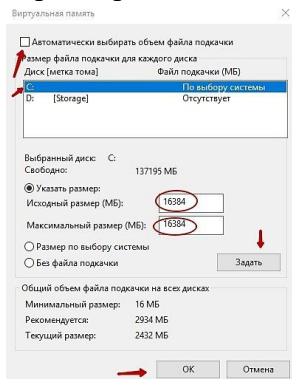 Виртуальная память
Автоматически выбирать объем файла подкачки
Размер файла подкачки для каждого диска
Диск [метка тома] Файл подкачки (МБ)
C: По выбору системы
D: [Storage] Отсутствует
Выбранный диск: C:
Свободно: 137195 МБ
Указать размер:
Исходный размер (МБ): 16384
Максимальный размер (МБ): 16384
Размер по выбору системы
Без файла подкачки Задать
Общий объем файла подкачки на всех дисках
Минимальный размер: 16 МБ
Рекомендуется: 2934 МБ
Текущий размер: 2432 МБ
ОК Отмена